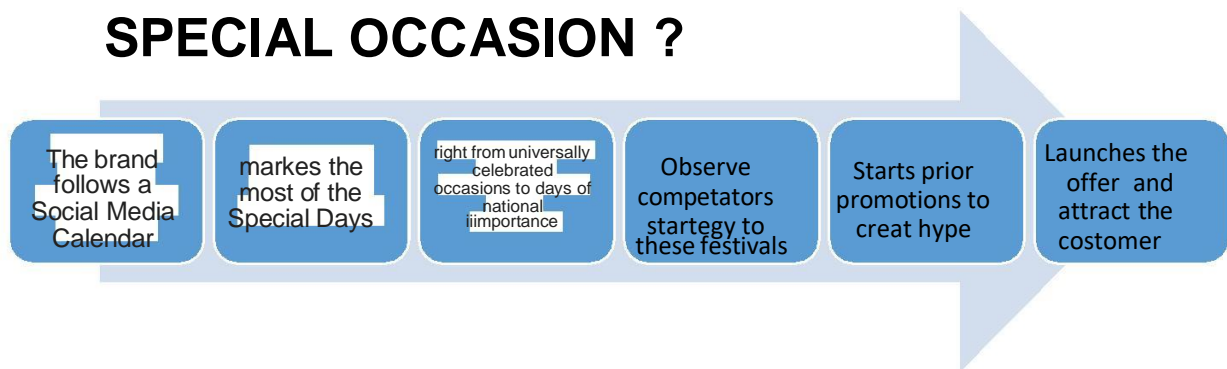 SPECIAL OCCASION ?
The brand
follows a
Social Media
Calendar
markes the
most of the
Special Days
right from universally
celebrated
occasions to days of
national
iiimportance
Observe
competators
startegy to
these festivals
Starts prior
promotions to
creat hype
Launches the
offer and
attract the
costomer